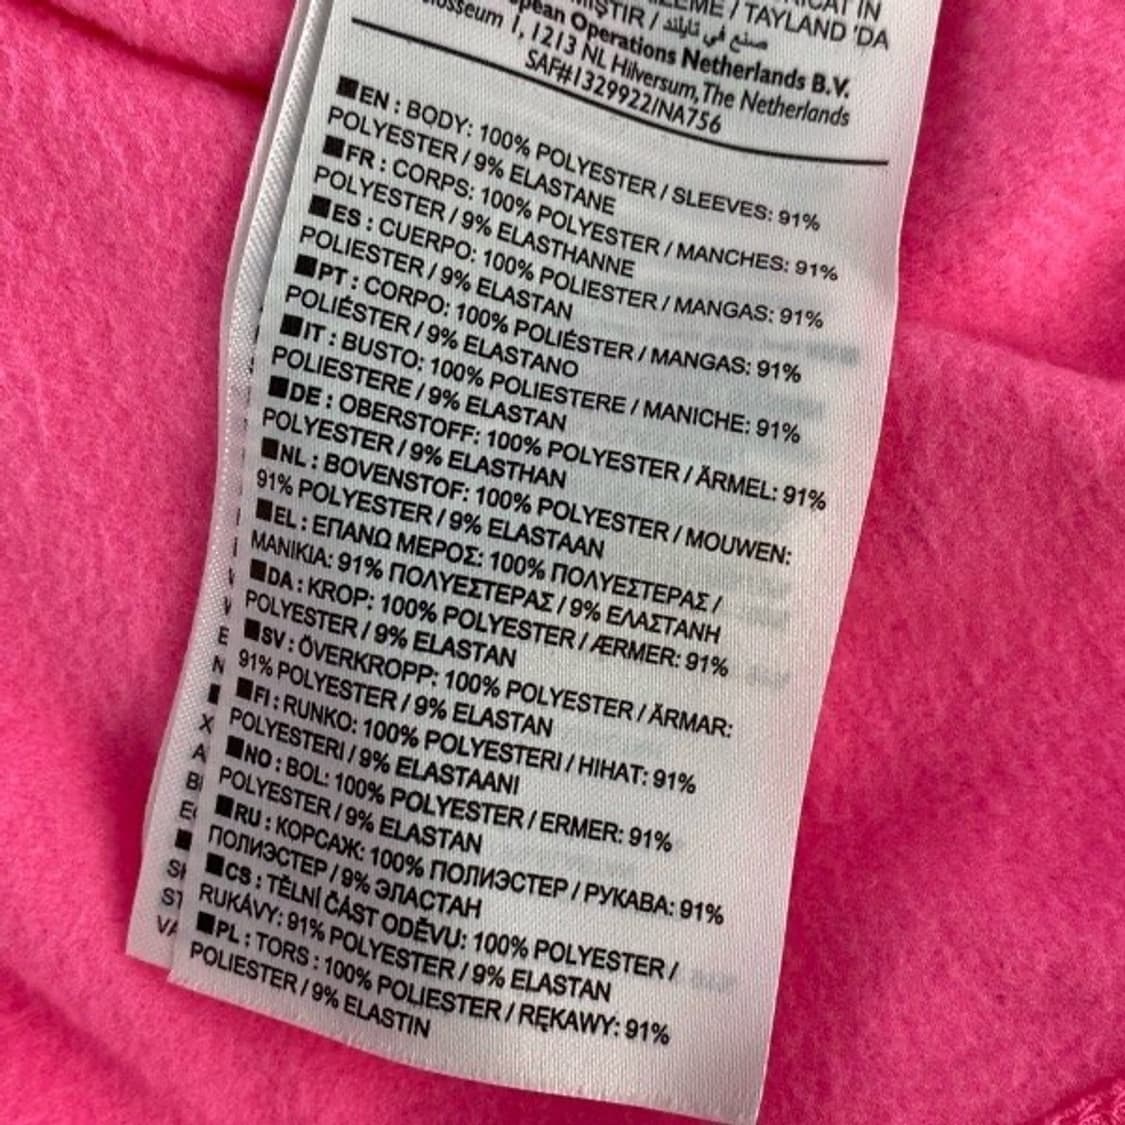 TAYLAND 'DA
MIŞTIR / صنع في تايلاند
European Operations Netherlands B.V.
Colosseum 1, 1213 NL Hilversum, The Netherlands
SAF#1329922/NA756
■EN : BODY: 100% POLYESTER / SLEEVES: 91%
POLYESTER / 9% ELASTANE
■FR : CORPS: 100% POLYESTER / MANCHES: 91%
POLYESTER / 9% ELASTHANNE
■ES : CUERPO: 100% POLIESTER / MANGAS: 91%
POLIESTER / 9% ELASTAN
■PT : CORPO: 100% POLIÉSTER / MANGAS: 91%
POLIÉSTER / 9% ELASTANO
■IT : BUSTO: 100% POLIESTERE / MANICHE: 91%
POLIESTERE / 9% ELASTAN
■DE : OBERSTOFF: 100% POLYESTER / ÄRMEL: 91%
POLYESTER / 9% ELASTHAN
■NL : BOVENSTOF: 100% POLYESTER / MOUWEN:
91% POLYESTER / 9% ELASTAAN
■EL : ΕΠΑΝΩ ΜΕΡΟΣ: 100% ΠΟΛΥΕΣΤΕΡΑΣ /
ΜΑΝΙΚΙΑ: 91% ΠΟΛΥΕΣΤΕΡΑΣ / 9% ΕΛΑΣΤΑΝΗ
■DA : KROP: 100% POLYESTER / ÆRMER: 91%
POLYESTER / 9% ELASTAN
■SV : ÖVERKROPP: 100% POLYESTER / ÄRMAR:
91% POLYESTER / 9% ELASTAN
■FI : RUNKO: 100% POLYESTERI / HIHAT: 91%
POLYESTERI / 9% ELASTAANI
■NO : BOL: 100% POLYESTER / ERMER: 91%
POLYESTER / 9% ELASTAN
■RU : КОРСАЖ: 100% ПОЛИЭСТЕР / РУКАВА: 91%
ПОЛИЭСТЕР / 9% ЭЛАСТАН
■CS : TĚLNÍ ČÁST ODĚVU: 100% POLYESTER /
RUKÁVY: 91% POLYESTER / 9% ELASTAN
■PL : TORS : 100% POLIESTER / RĘKAWY: 91%
POLIESTER / 9% ELASTIN